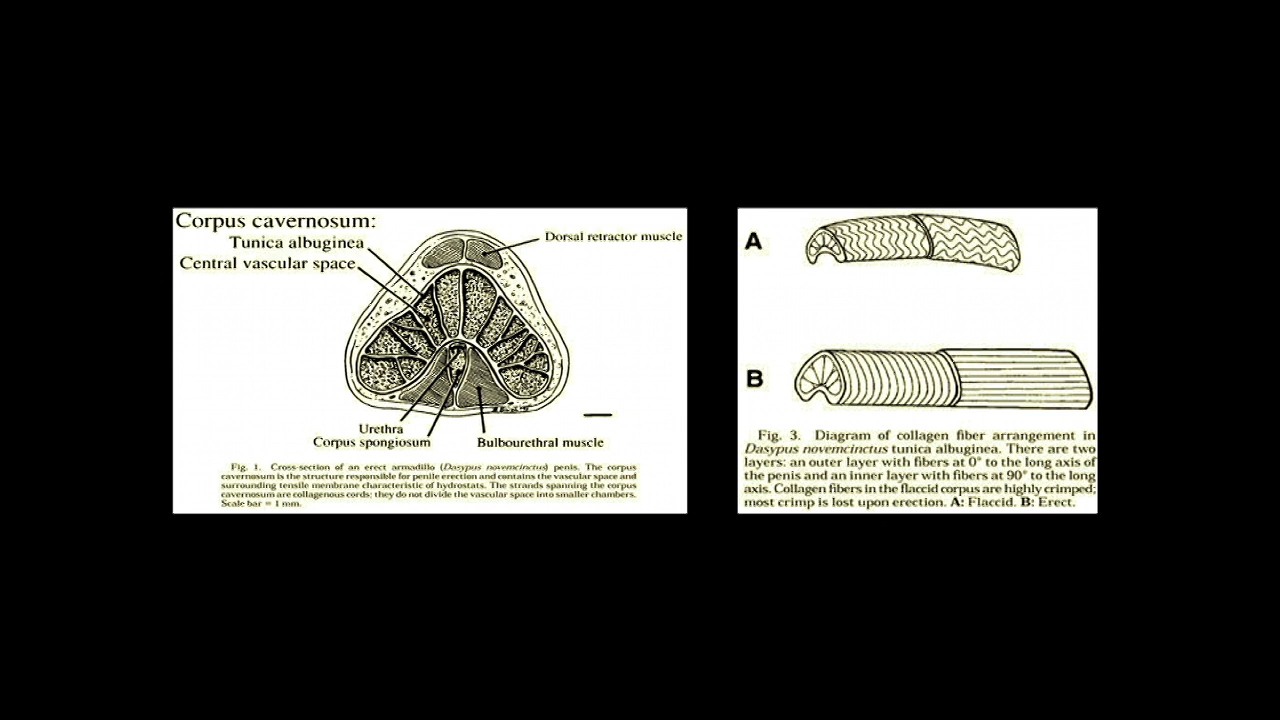 Corpus cavernosum:
Tunica albuginea
Central vascular space
Dorsal retractor muscle
Urethra
Corpus spongiosum
Bulbourethral muscle
Fig. 1. Cross-section of an erect armadillo (Dasypus novemcinctus) penis. The corpus
cavernosum is the structure responsible for penile erection and contains the vascular space and
surrounding tensile membrane characteristic of hydrostats. The strands spanning the corpus
cavernosum are collagenous cords; they do not divide the vascular space into smaller chambers.
Scale bar = 1 mm.
A
B
Fig. 3. Diagram of collagen fiber arrangement in
Dasypus novemcinctus tunica albuginea. There are two
layers: an outer layer with fibers at 0° to the long axis of
the penis and an inner layer with fibers at 90° to the long
axis. Collagen fibers in the flaccid corpus are highly crimped;
most crimp is lost upon erection. A: Flaccid. B: Erect.